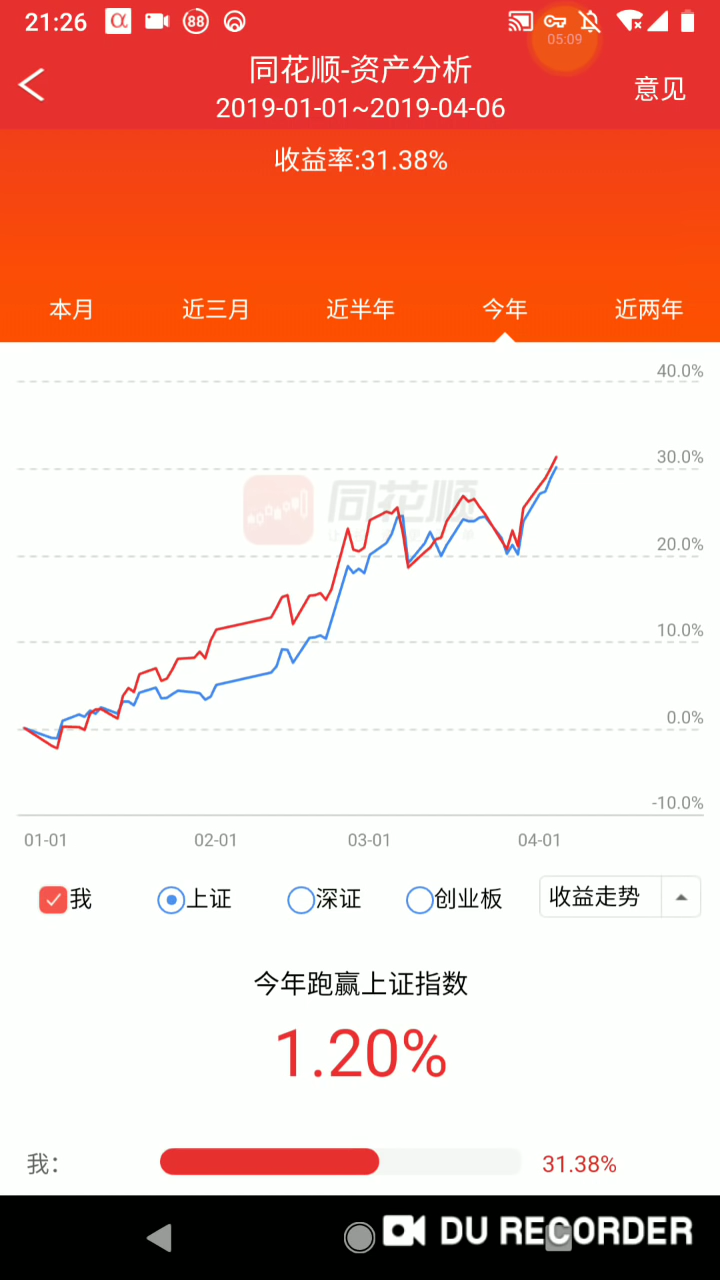 21:26 α 88
05:09
同花顺-资产分析
2019-01-01~2019-04-06
意见
收益率:31.38%
本月 近三月 近半年 今年 近两年
40.0%
30.0%
同花顺
20.0%
10.0%
0.0%
-10.0%
01-01 02-01 03-01 04-01
我 上证 深证 创业板 收益走势
今年跑赢上证指数
1.20%
我: 31.38%
DU RECORDER